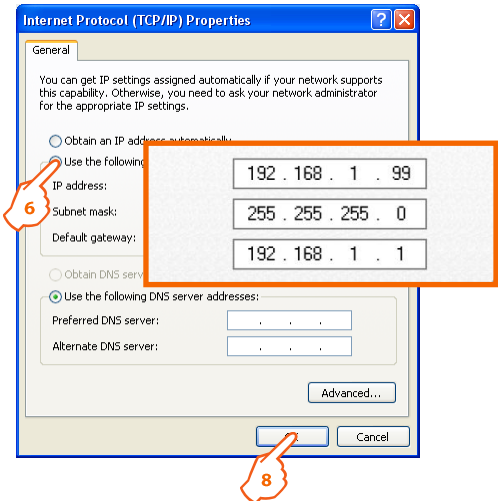 Internet Protocol (TCP/IP) Properties
General
You can get IP settings assigned automatically if your network supports
this capability. Otherwise, you need to ask your network administrator
for the appropriate IP settings.
Obtain an IP address automatically
Use the following
IP address:
192 . 168 . 1 . 99
6
Subnet mask:
255 . 255 . 255 . 0
Default gateway:
192 . 168 . 1 . 1
Obtain DNS
Use the following DNS server addresses:
Preferred DNS server:
. . .
Alternate DNS server:
. . .
Advanced...
Cancel
8